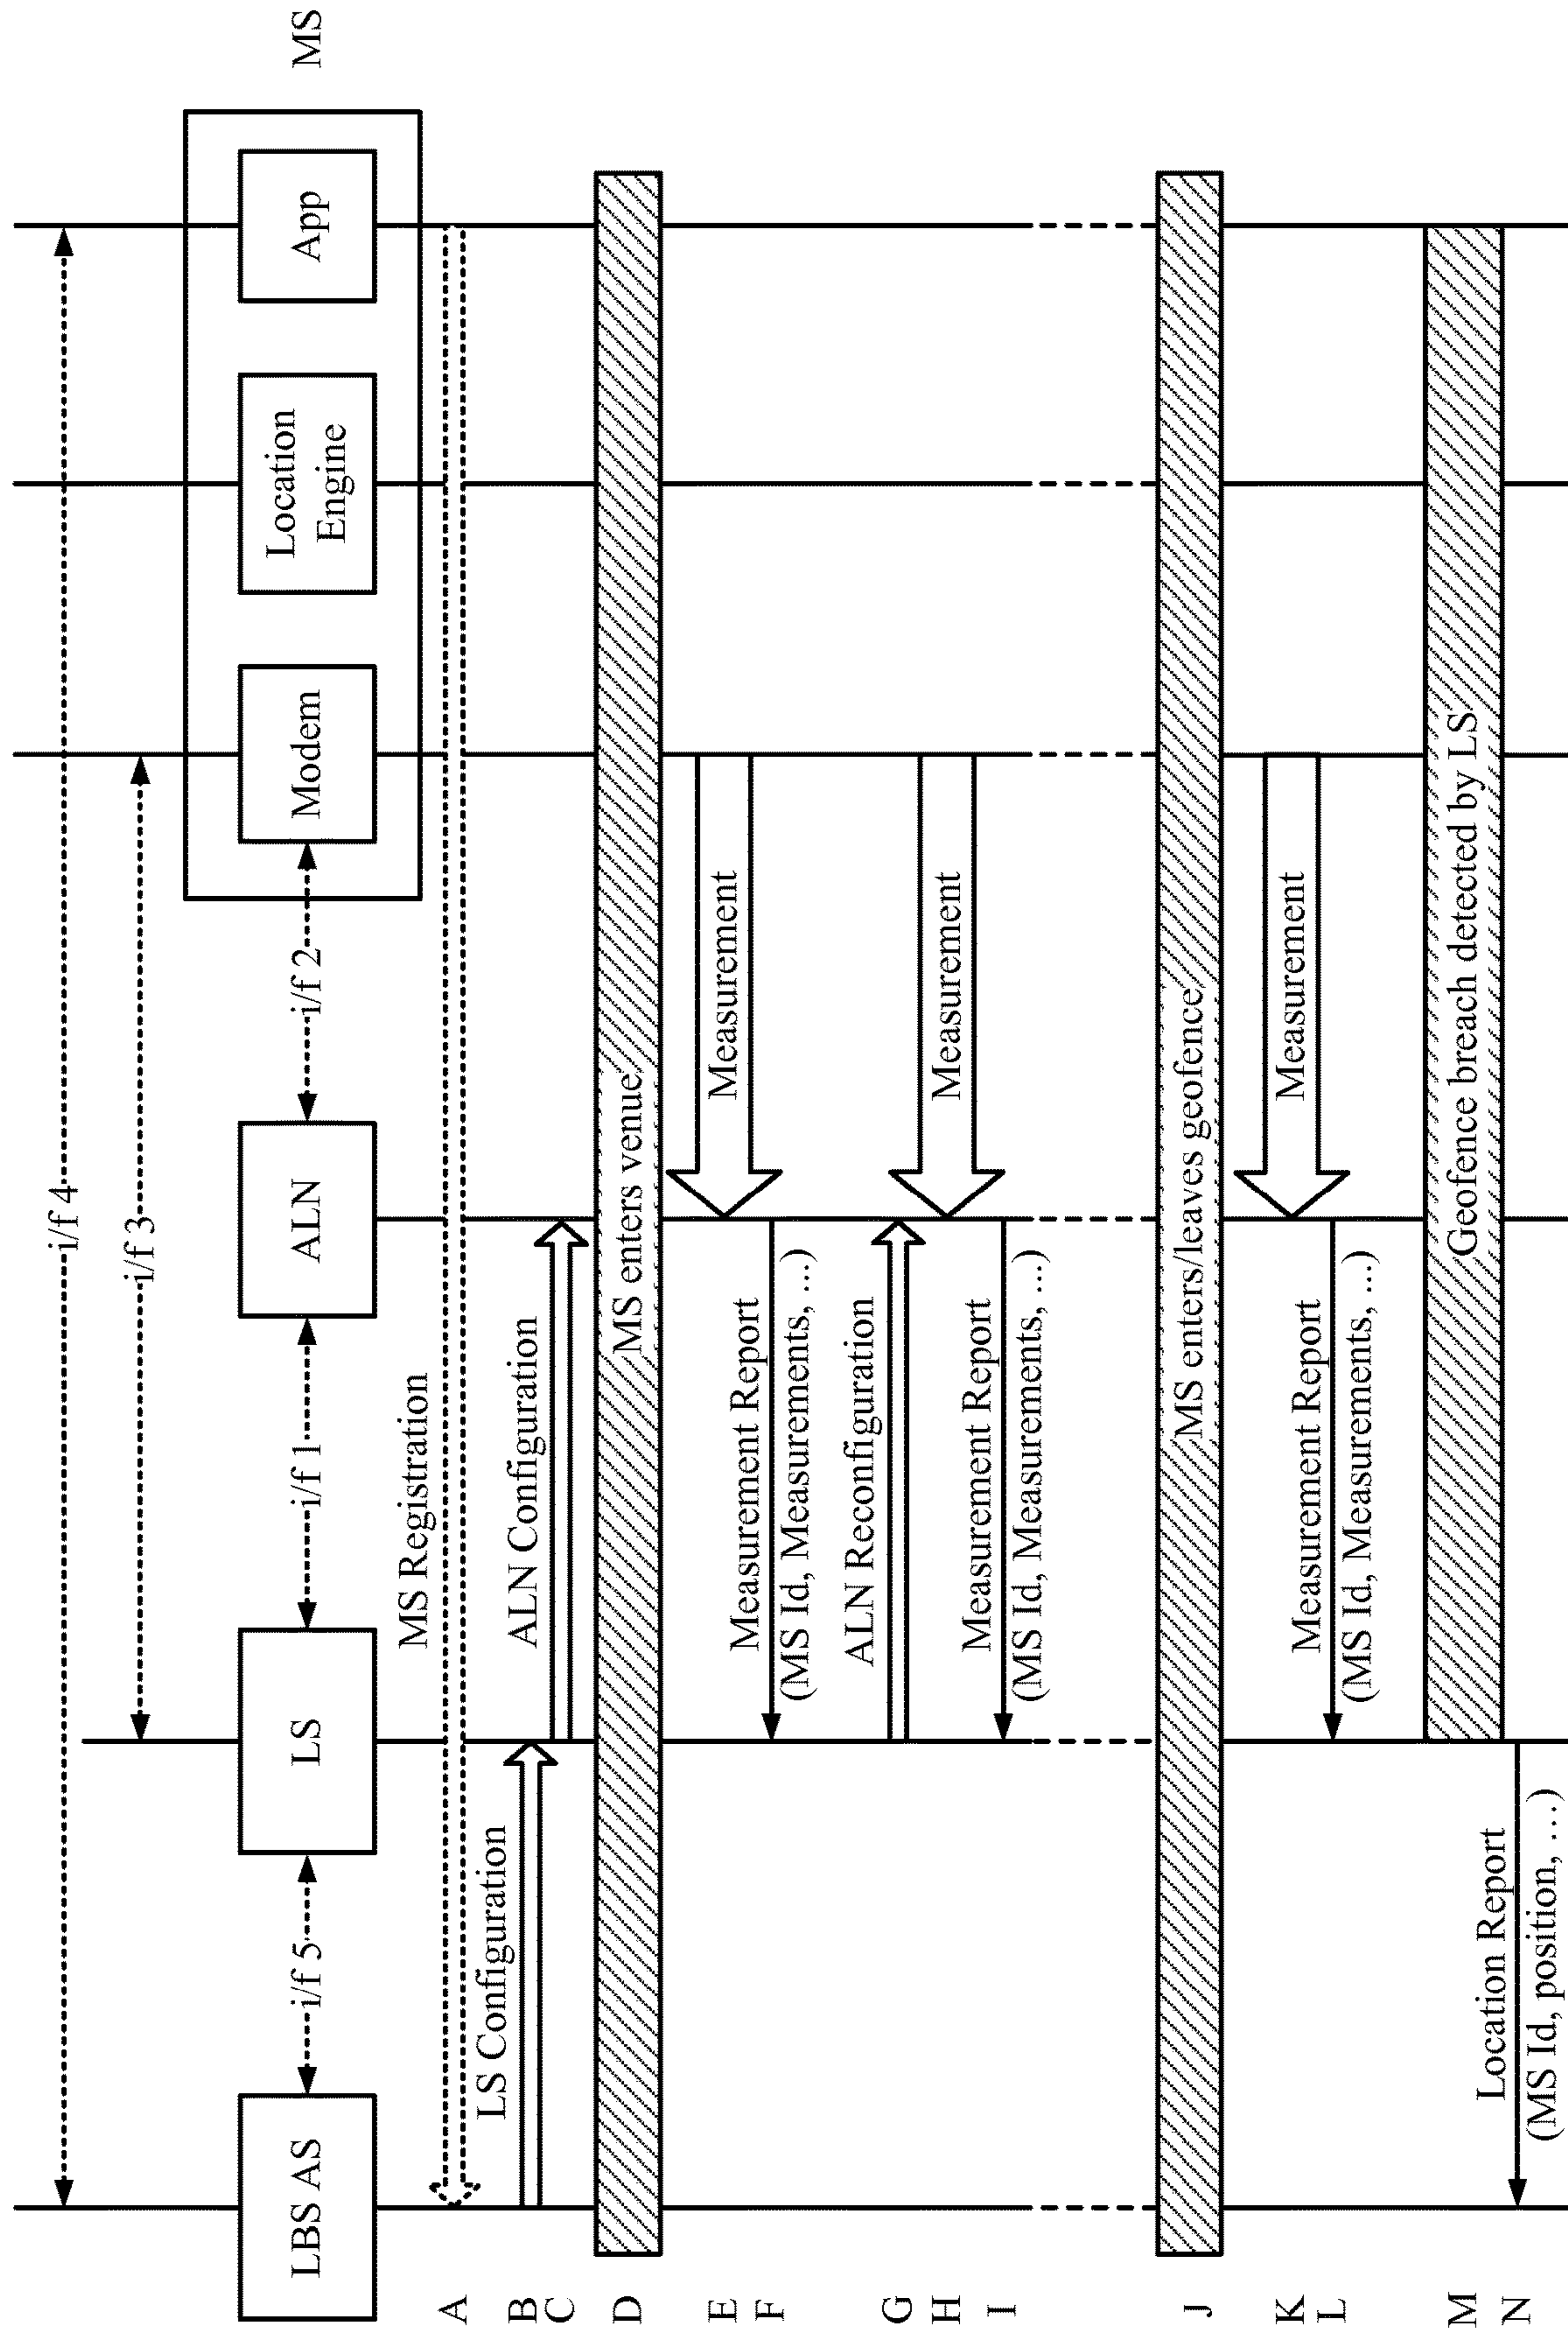 i/f 4
i/f 3
LBS AS
i/f 5
LS
i/f 1
ALN
i/f 2
Modem
Location
Engine
App
MS
A
MS Registration
B
LS Configuration
C
ALN Configuration
D
MS enters venue
E
Measurement
F
Measurement Report
(MS Id, Measurements, ...)
G
ALN Reconfiguration
H
Measurement
I
Measurement Report
(MS Id, Measurements, ...)
J
MS enters/leaves geofence
K
Measurement
L
Measurement Report
(MS Id, Measurements, ...)
M
Geofence breach detected by LS
N
Location Report
(MS Id, position, ...)